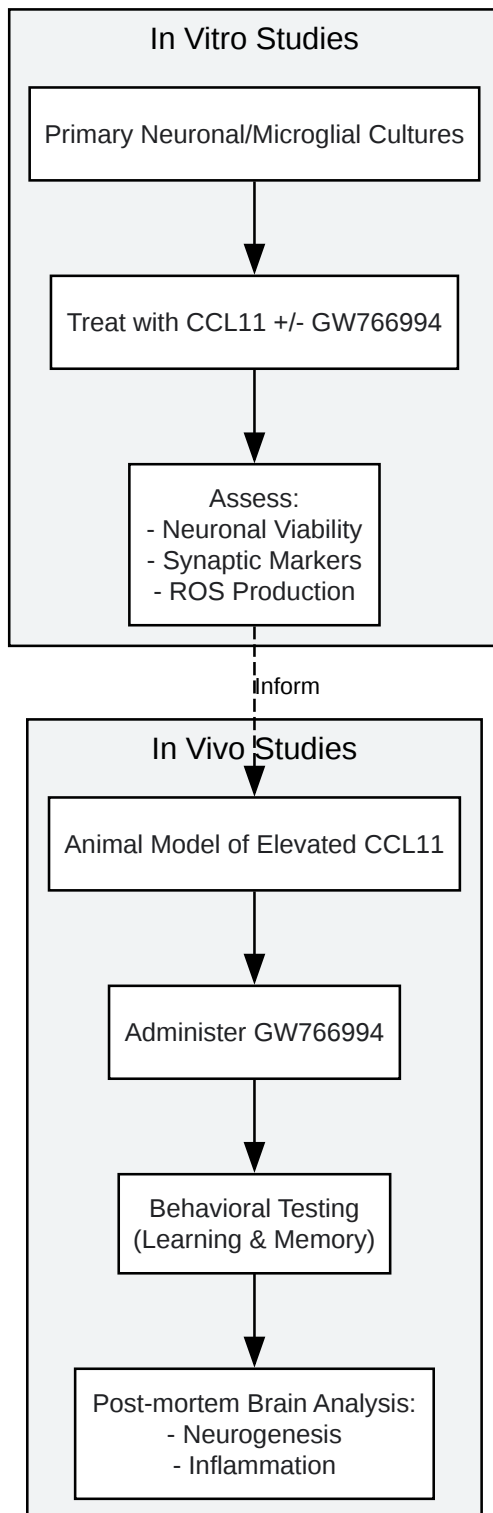 In Vitro Studies
Primary Neuronal/Microglial Cultures
Treat with CCL11 +/- GW766994
Assess:
- Neuronal Viability
- Synaptic Markers
- ROS Production
Inform
In Vivo Studies
Animal Model of Elevated CCL11
Administer GW766994
Behavioral Testing
(Learning & Memory)
Post-mortem Brain Analysis:
- Neurogenesis
- Inflammation